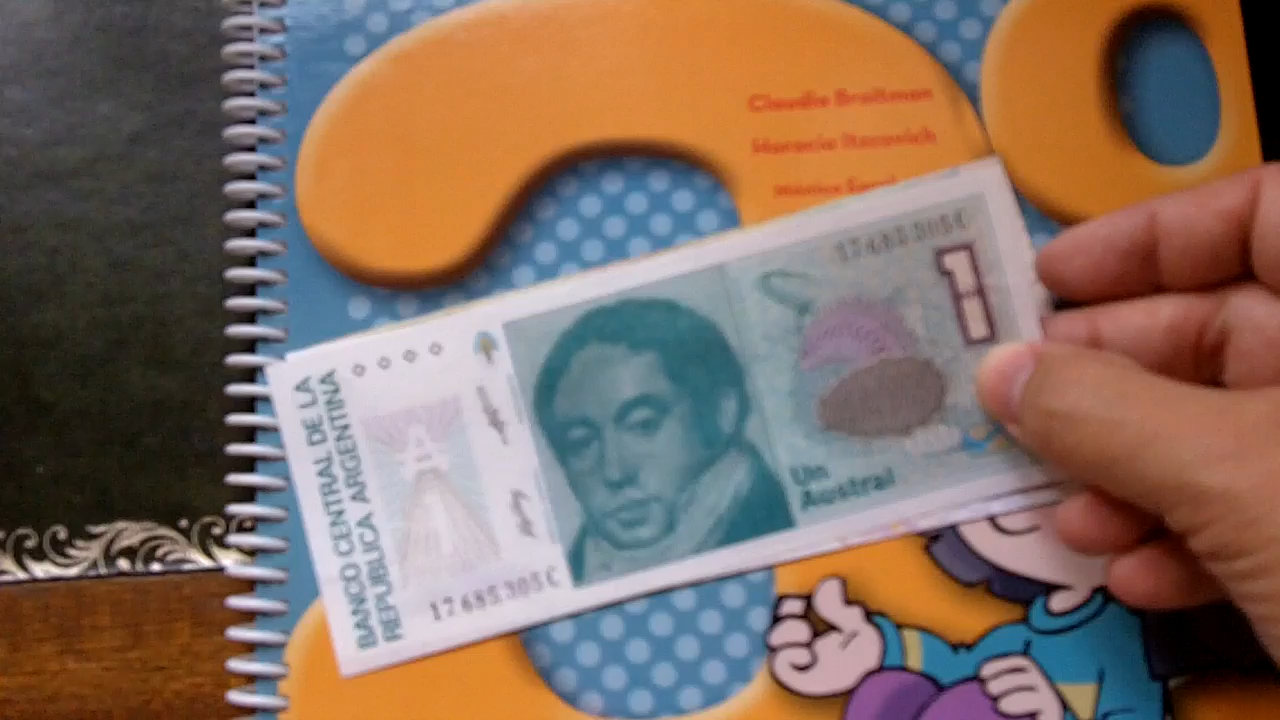 Claudia Broitman
Horacio Itzcovich
17.685.305C
1
BANCO CENTRAL DE LA
REPUBLICA ARGENTINA
Un
Austral
17.685.305C